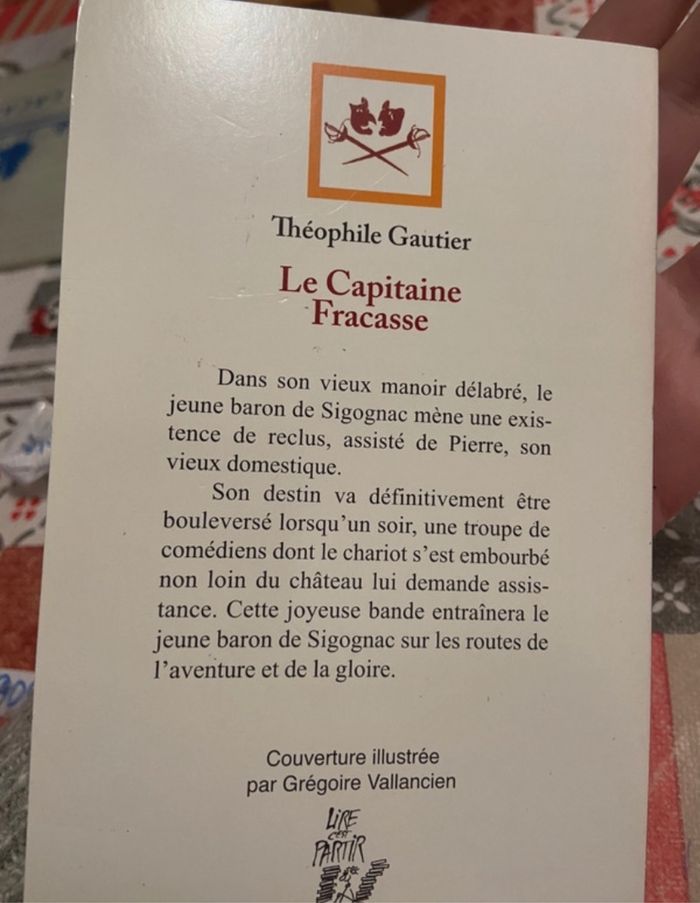 Théophile Gautier
Le Capitaine
Fracasse
Dans son vieux manoir délabré, le
jeune baron de Sigognac mène une exis-
tence de reclus, assisté de Pierre, son
vieux domestique.
Son destin va définitivement être
bouleversé lorsqu'un soir, une troupe de
comédiens dont le chariot s'est embourbé
non loin du château lui demande assis-
tance. Cette joyeuse bande entraînera le
jeune baron de Sigognac sur les routes de
l'aventure et de la gloire.
Couverture illustrée
par Grégoire Vallancien
LIRE
C'EST
PARTIR